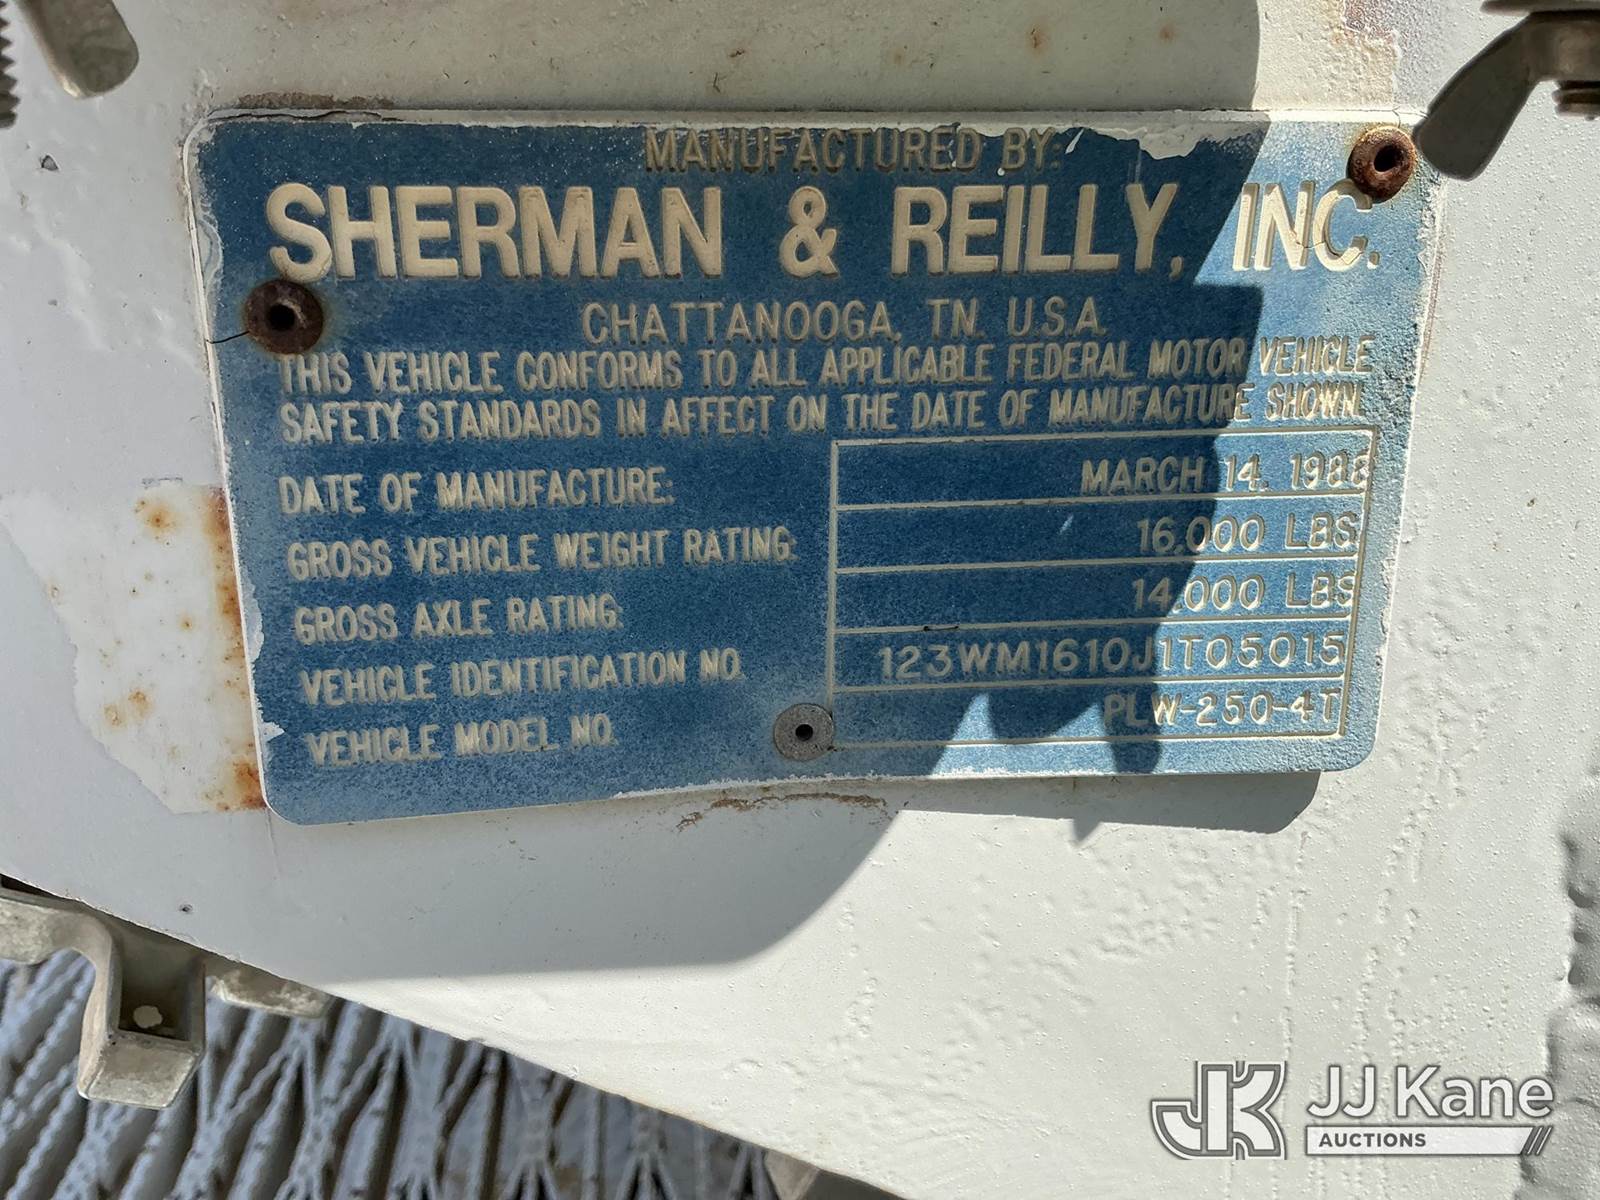 MANUFACTURED BY:
SHERMAN & REILLY, INC.
CHATTANOOGA, TN. U.S.A.
THIS VEHICLE CONFORMS TO ALL APPLICABLE FEDERAL MOTOR VEHICLE
SAFETY STANDARDS IN AFFECT ON THE DATE OF MANUFACTURE SHOWN.
DATE OF MANUFACTURE: MARCH 14, 1988
GROSS VEHICLE WEIGHT RATING: 16,000 LBS
GROSS AXLE RATING: 14,000 LBS
VEHICLE IDENTIFICATION NO. 123WM1610J1T05015
VEHICLE MODEL NO. PLW-250-4T
JK JJ Kane
AUCTIONS